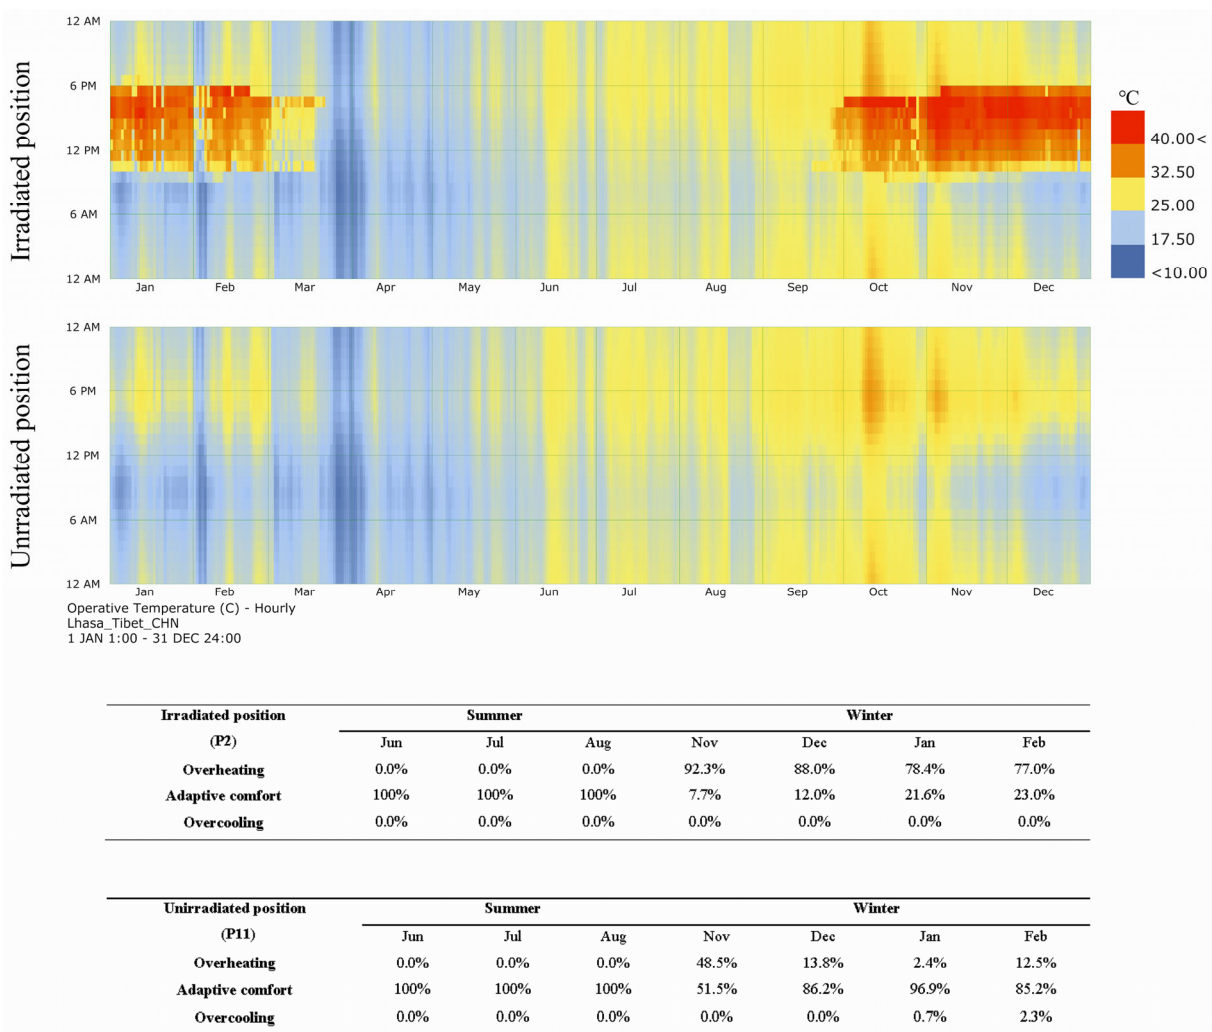 Irradiated position
12 AM
6 PM
12 PM
6 AM
12 AM
Jan Feb Mar Apr May Jun Jul Aug Sep Oct Nov Dec
°C
40.00<
32.50
25.00
17.50
<10.00
Unrradiated position
12 AM
6 PM
12 PM
6 AM
12 AM
Jan Feb Mar Apr May Jun Jul Aug Sep Oct Nov Dec
Operative Temperature (C) - Hourly
Lhasa_Tibet_CHN
1 JAN 1:00 - 31 DEC 24:00
Irradiated position Summer Winter
(P2) Jun Jul Aug Nov Dec Jan Feb
Overheating 0.0% 0.0% 0.0% 92.3% 88.0% 78.4% 77.0%
Adaptive comfort 100% 100% 100% 7.7% 12.0% 21.6% 23.0%
Overcooling 0.0% 0.0% 0.0% 0.0% 0.0% 0.0% 0.0%
Unirradiated position Summer Winter
(P11) Jun Jul Aug Nov Dec Jan Feb
Overheating 0.0% 0.0% 0.0% 48.5% 13.8% 2.4% 12.5%
Adaptive comfort 100% 100% 100% 51.5% 86.2% 96.9% 85.2%
Overcooling 0.0% 0.0% 0.0% 0.0% 0.0% 0.7% 2.3%